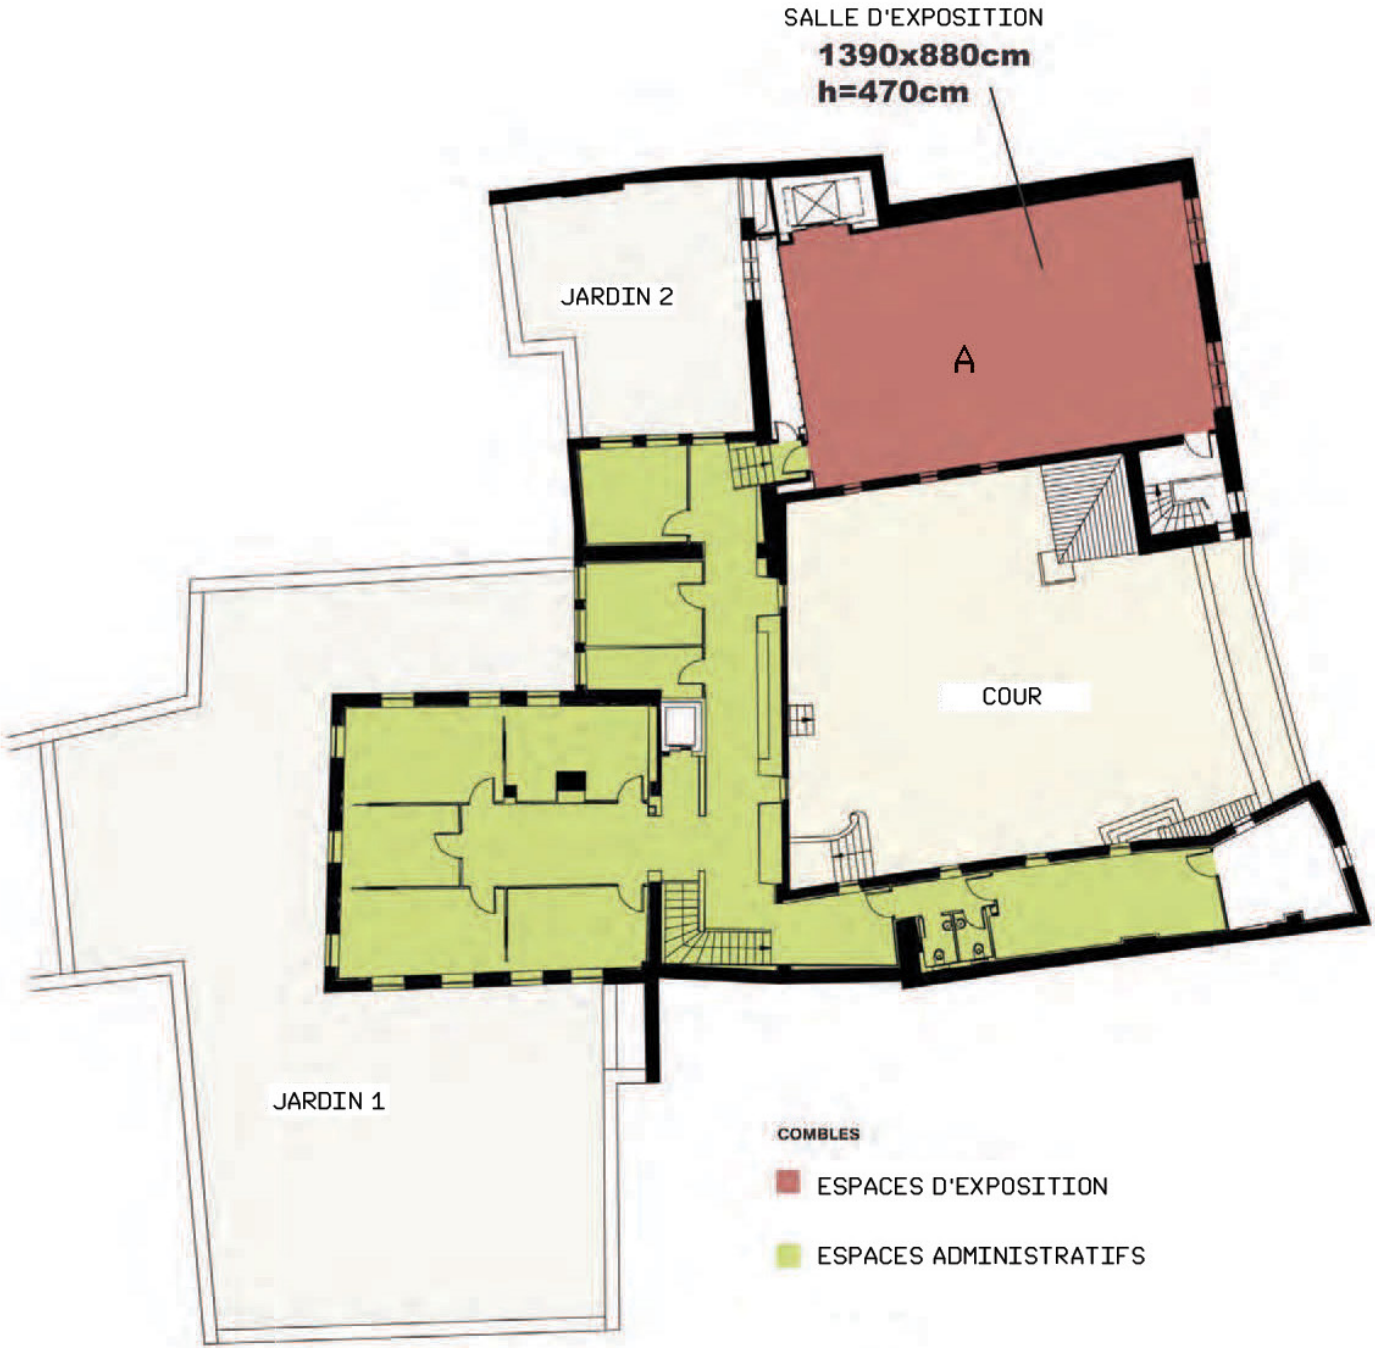 SALLE D'EXPOSITION
1390x880cm
h=470cm
JARDIN 2
A
COUR
JARDIN 1
COMBLES
ESPACES D'EXPOSITION
ESPACES ADMINISTRATIFS